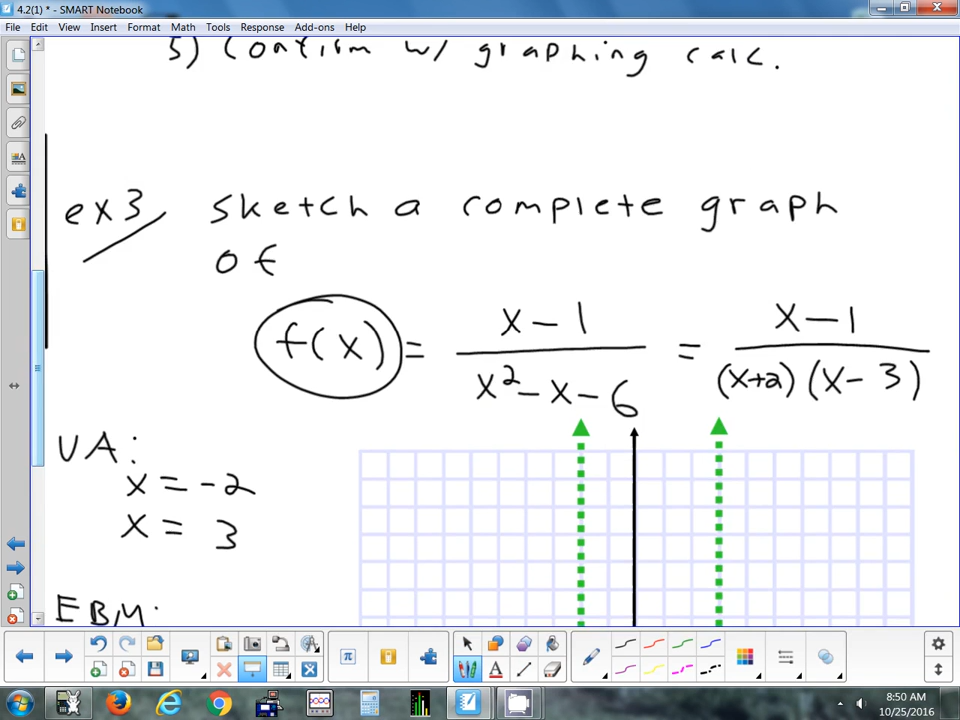 4.2(1) * - SMART Notebook
File Edit View Insert Format Math Tools Response Add-ons Help
5) Confirm w/ graphing calc.
ex3 Sketch a complete graph
of
f(x) = x-1 / x²-x-6 = x-1 / (x+2)(x-3)
VA:
x = -2
x = 3
EBM:
π
A
8:50 AM
10/25/2016